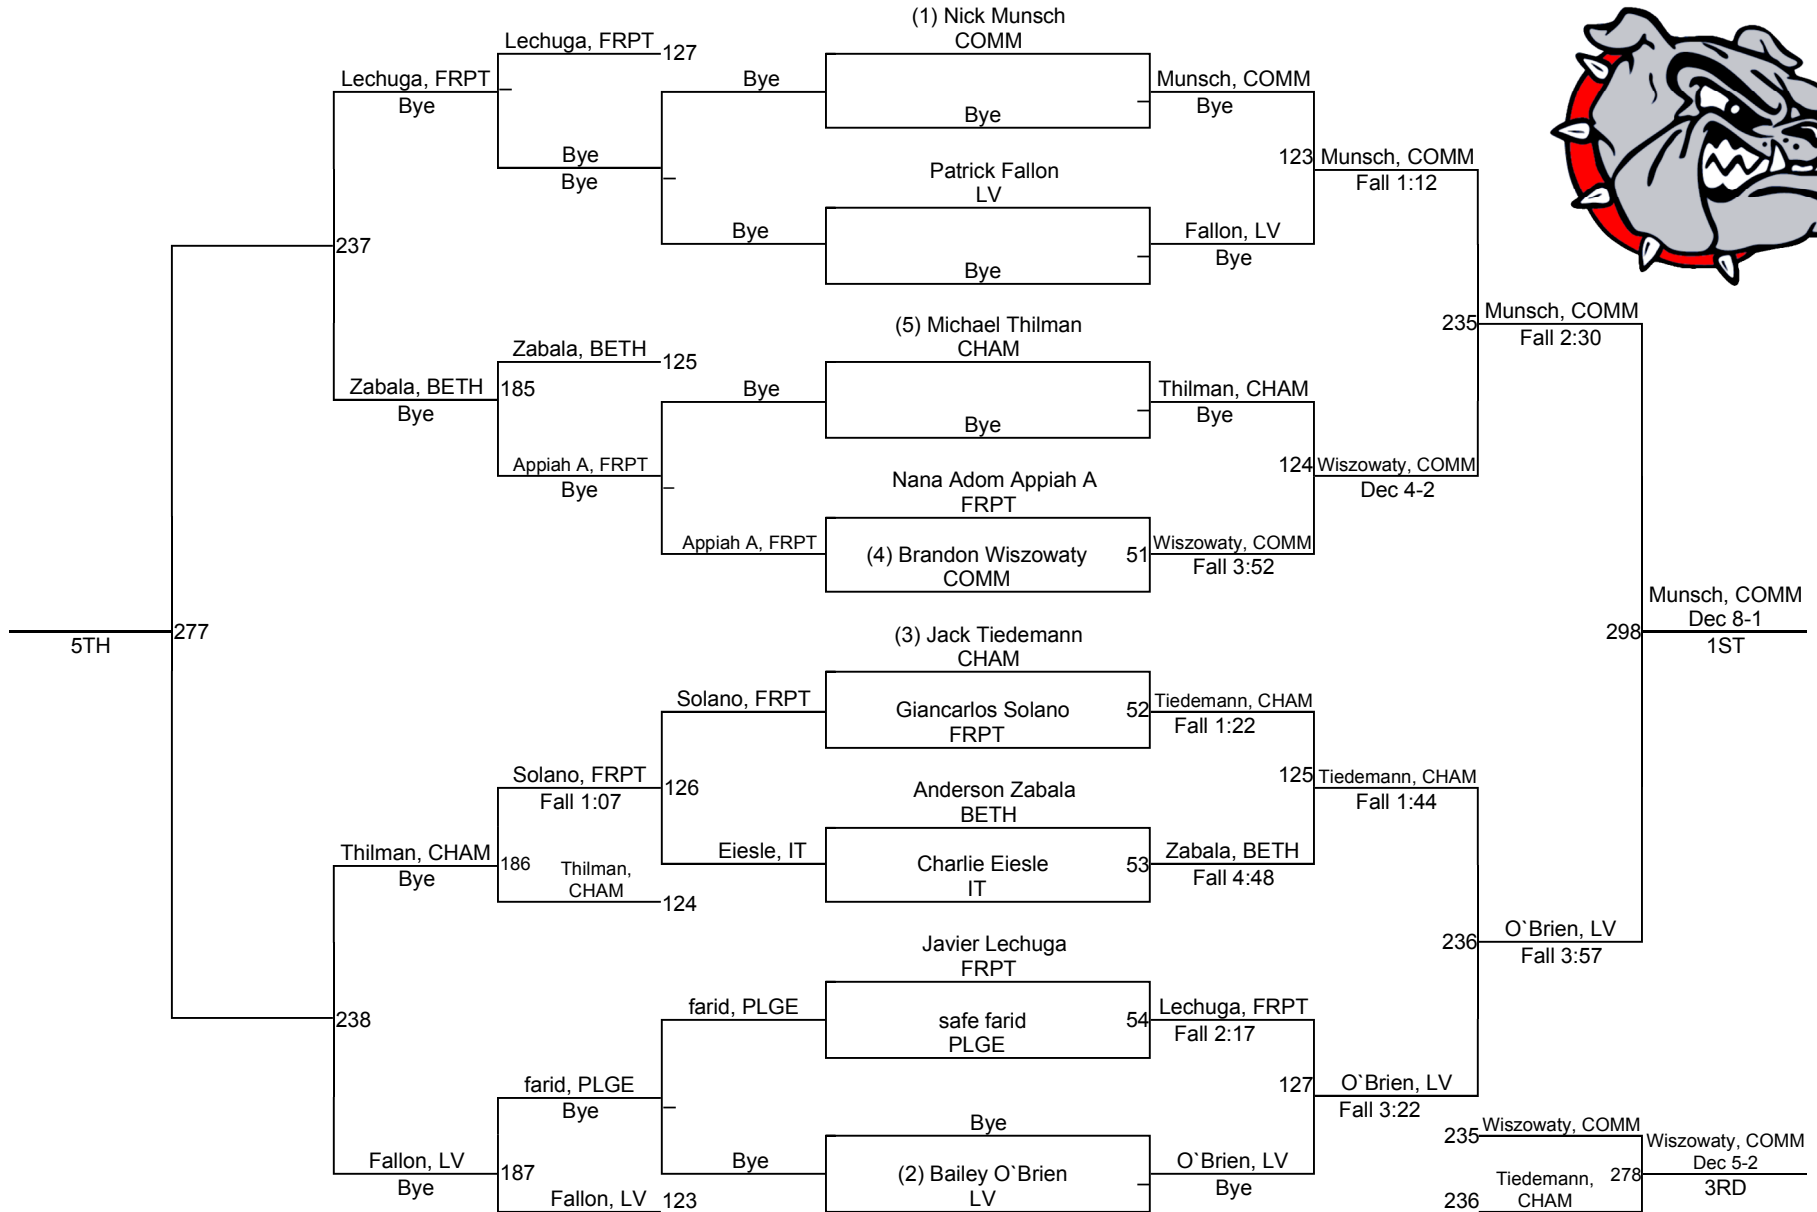 (1) Nick Munsch
COMM
Lechuga, FRPT
127
Lechuga, FRPT
Bye
Bye
Munsch, COMM
Bye
Bye
Bye
Bye
123
Munsch, COMM
Fall 1:12
Patrick Fallon
LV
Bye
Fallon, LV
Bye
Bye
237
(5) Michael Thilman
CHAM
235
Munsch, COMM
Fall 2:30
Zabala, BETH
125
Zabala, BETH
Bye
185
Bye
Thilman, CHAM
Bye
Bye
Appiah A, FRPT
Bye
124
Wiszowaty, COMM
Dec 4-2
Nana Adom Appiah A
FRPT
Appiah A, FRPT
(4) Brandon Wiszowaty
COMM
51
Wiszowaty, COMM
Fall 3:52
5TH
277
298
Munsch, COMM
Dec 8-1
1ST
(3) Jack Tiedemann
CHAM
Solano, FRPT
Giancarlos Solano
FRPT
52
Tiedemann, CHAM
Fall 1:22
Solano, FRPT
Fall 1:07
126
125
Tiedemann, CHAM
Fall 1:44
Anderson Zabala
BETH
Thilman, CHAM
Bye
186
Thilman,
CHAM
124
Eiesle, IT
Charlie Eiesle
IT
53
Zabala, BETH
Fall 4:48
Javier Lechuga
FRPT
236
O`Brien, LV
Fall 3:57
238
farid, PLGE
safe farid
PLGE
54
Lechuga, FRPT
Fall 2:17
farid, PLGE
Bye
127
O`Brien, LV
Fall 3:22
Bye
Fallon, LV
Bye
187
Bye
(2) Bailey O`Brien
LV
O`Brien, LV
Bye
Fallon, LV
123
235
Wiszowaty, COMM
Tiedemann,
CHAM
236
278
Wiszowaty, COMM
Dec 5-2
3RD